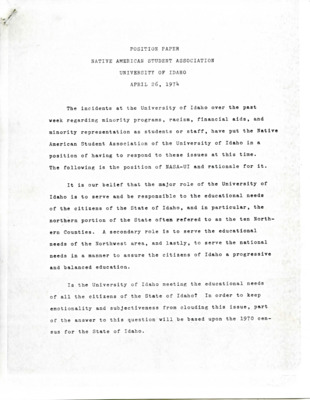 POSITION PAPER
NATIVE AMERICAN STUDENT ASSOCIATION
UNIVERSITY OF IDAHO
APRIL 26, 1974
The incidents at the University of Idaho over the past
week regarding minority programs, racism, financial aids, and
minority representation as students or staff, have put the Native
American Student Association of the University of Idaho in a
position of having to respond to these issues at this time.
The following is the position of NASA-UI and rationale for it.
It is our belief that the major role of the University of
Idaho is to serve and be responsible to the educational needs
of the citizens of the State of Idaho, and in particular, the
northern portion of the State often refered to as the ten North-
ern Counties. A secondary role is to serve the educational
needs of the Northwest area, and lastly, to serve the national
needs in a manner to assure the citizens of Idaho a progressive
and balanced education.
Is the University of Idaho meeting the educational needs
of all the citizens of the State of Idaho? In order to keep
emotionality and subjectiveness from clouding this issue, part
of the answer to this question will be based upon the 1970 cen-
sus for the State of Idaho.